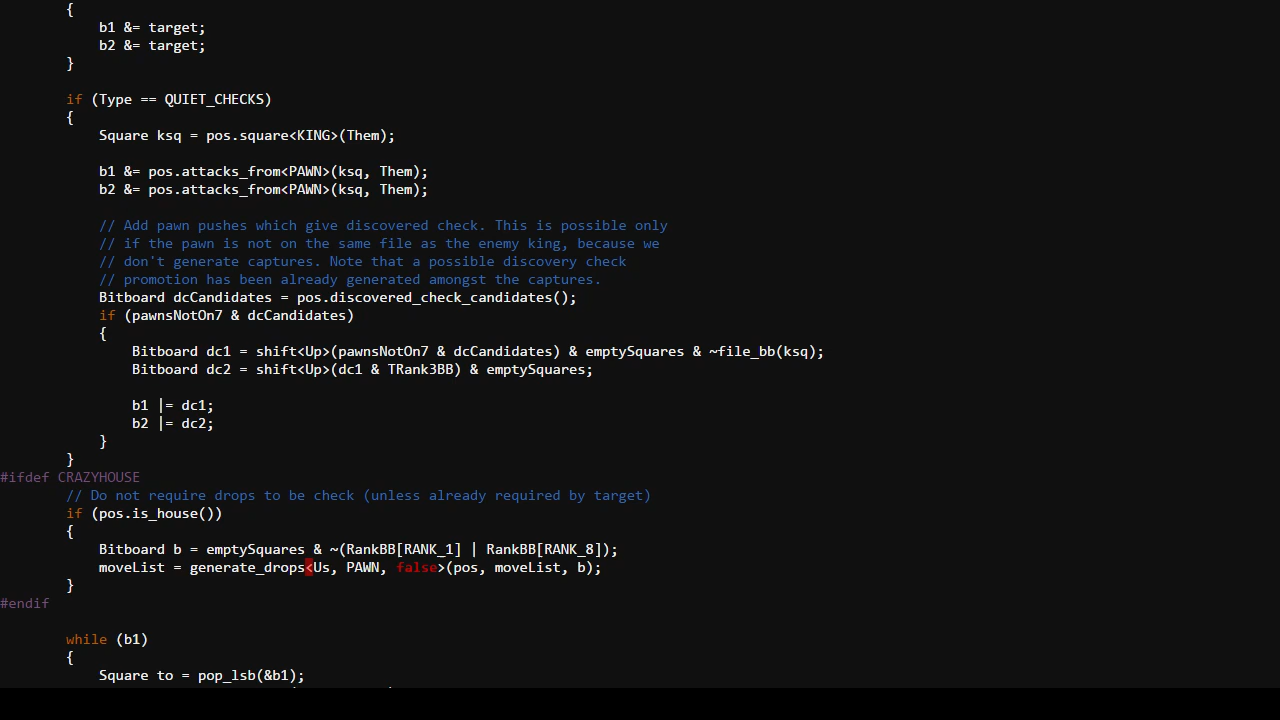 {
b1 &= target;
b2 &= target;
}
if (Type == QUIET_CHECKS)
{
Square ksq = pos.square<KING>(Them);
b1 &= pos.attacks_from<PAWN>(ksq, Them);
b2 &= pos.attacks_from<PAWN>(ksq, Them);
// Add pawn pushes which give discovered check. This is possible only
// if the pawn is not on the same file as the enemy king, because we
// don't generate captures. Note that a possible discovery check
// promotion has been already generated amongst the captures.
Bitboard dcCandidates = pos.discovered_check_candidates();
if (pawnsNotOn7 & dcCandidates)
{
Bitboard dc1 = shift<Up>(pawnsNotOn7 & dcCandidates) & emptySquares & ~file_bb(ksq);
Bitboard dc2 = shift<Up>(dc1 & TRank3BB) & emptySquares;
b1 |= dc1;
b2 |= dc2;
}
}
#ifdef CRAZYHOUSE
// Do not require drops to be check (unless already required by target)
if (pos.is_house())
{
Bitboard b = emptySquares & ~(RankBB[RANK_1] | RankBB[RANK_8]);
moveList = generate_drops<Us, PAWN, false>(pos, moveList, b);
}
#endif
while (b1)
{
Square to = pop_lsb(&b1);